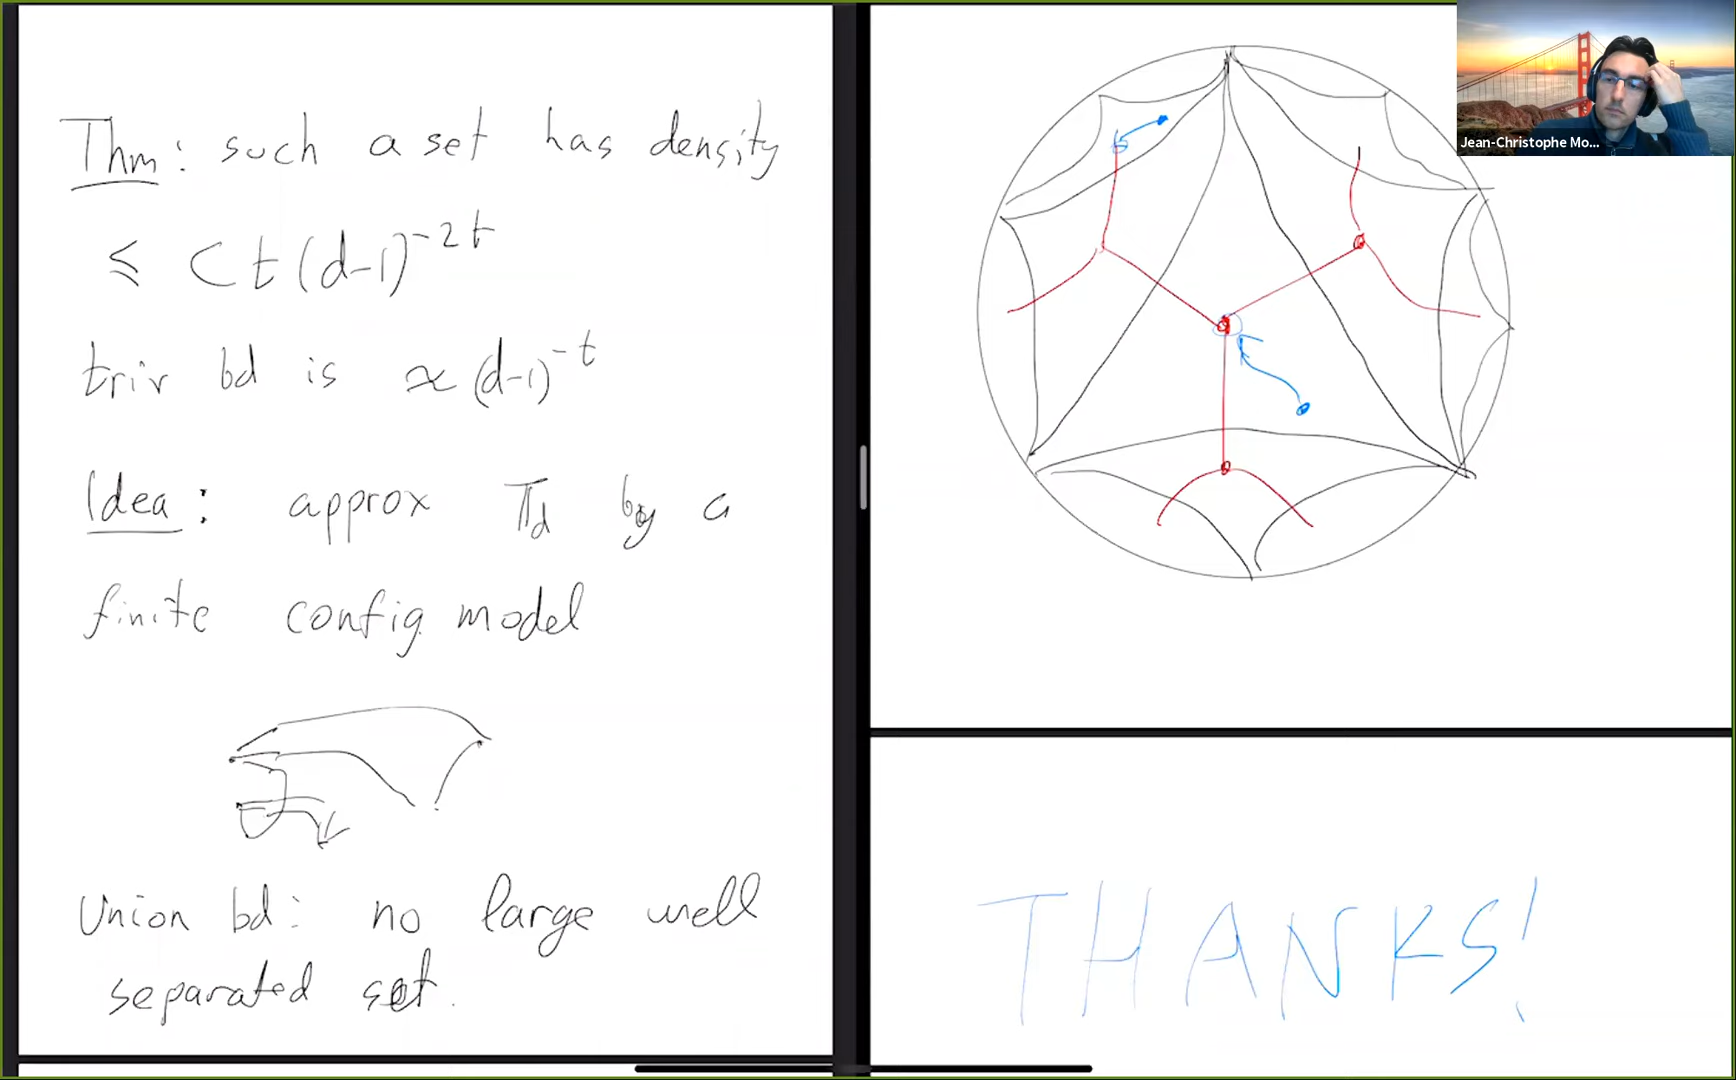 Thm: such a set has density
≤ C t (d-1)^{-2t}
triv bd is ≈ (d-1)^{-t}
Idea: approx T_d by a
finite config model
Union bd: no large well
separated set.
Jean-Christophe Mo...
THANKS!